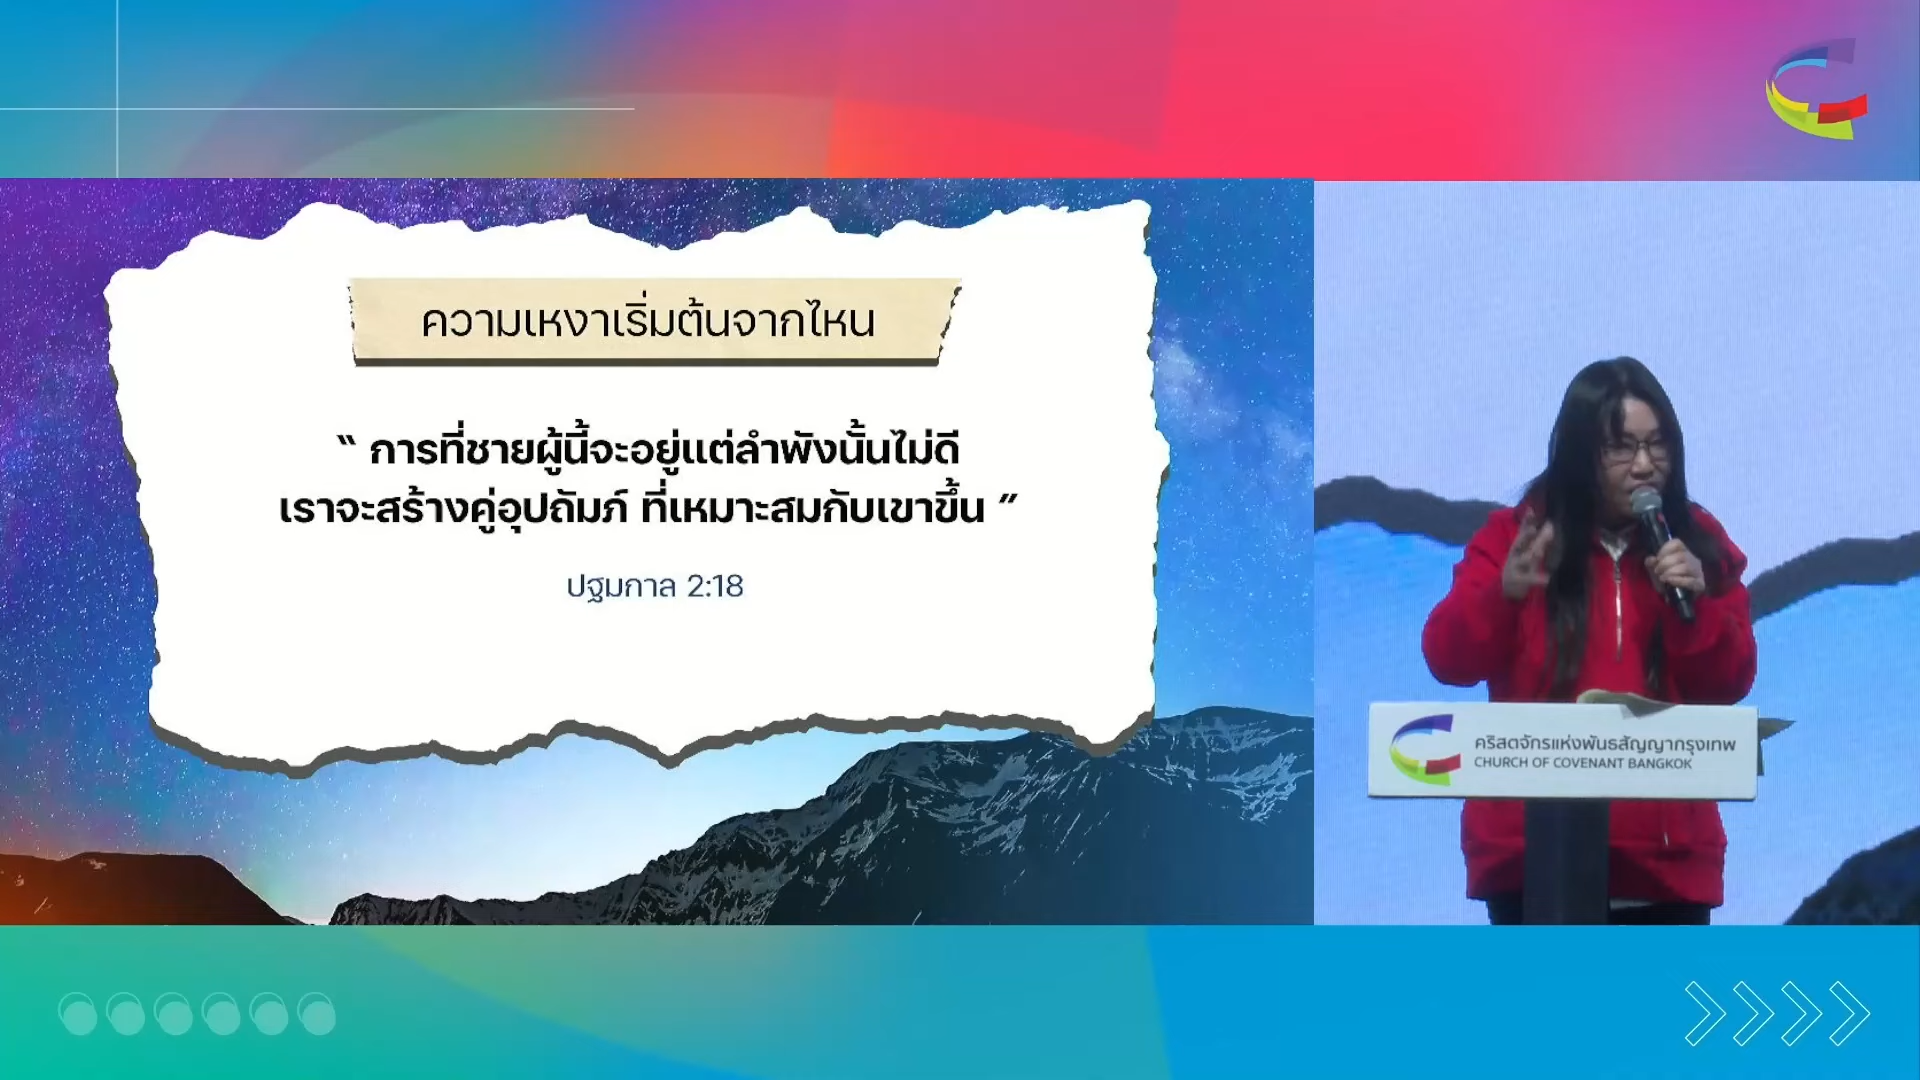 ความเหงาเริ่มต้นจากไหน
“ การที่ชายผู้นี้จะอยู่แต่ลำพังนั้นไม่ดี
เราจะสร้างคู่อุปถัมภ์ ที่เหมาะสมกับเขาขึ้น ”
ปฐมกาล 2:18
คริสตจักรแห่งพันธสัญญากรุงเทพ
CHURCH OF COVENANT BANGKOK